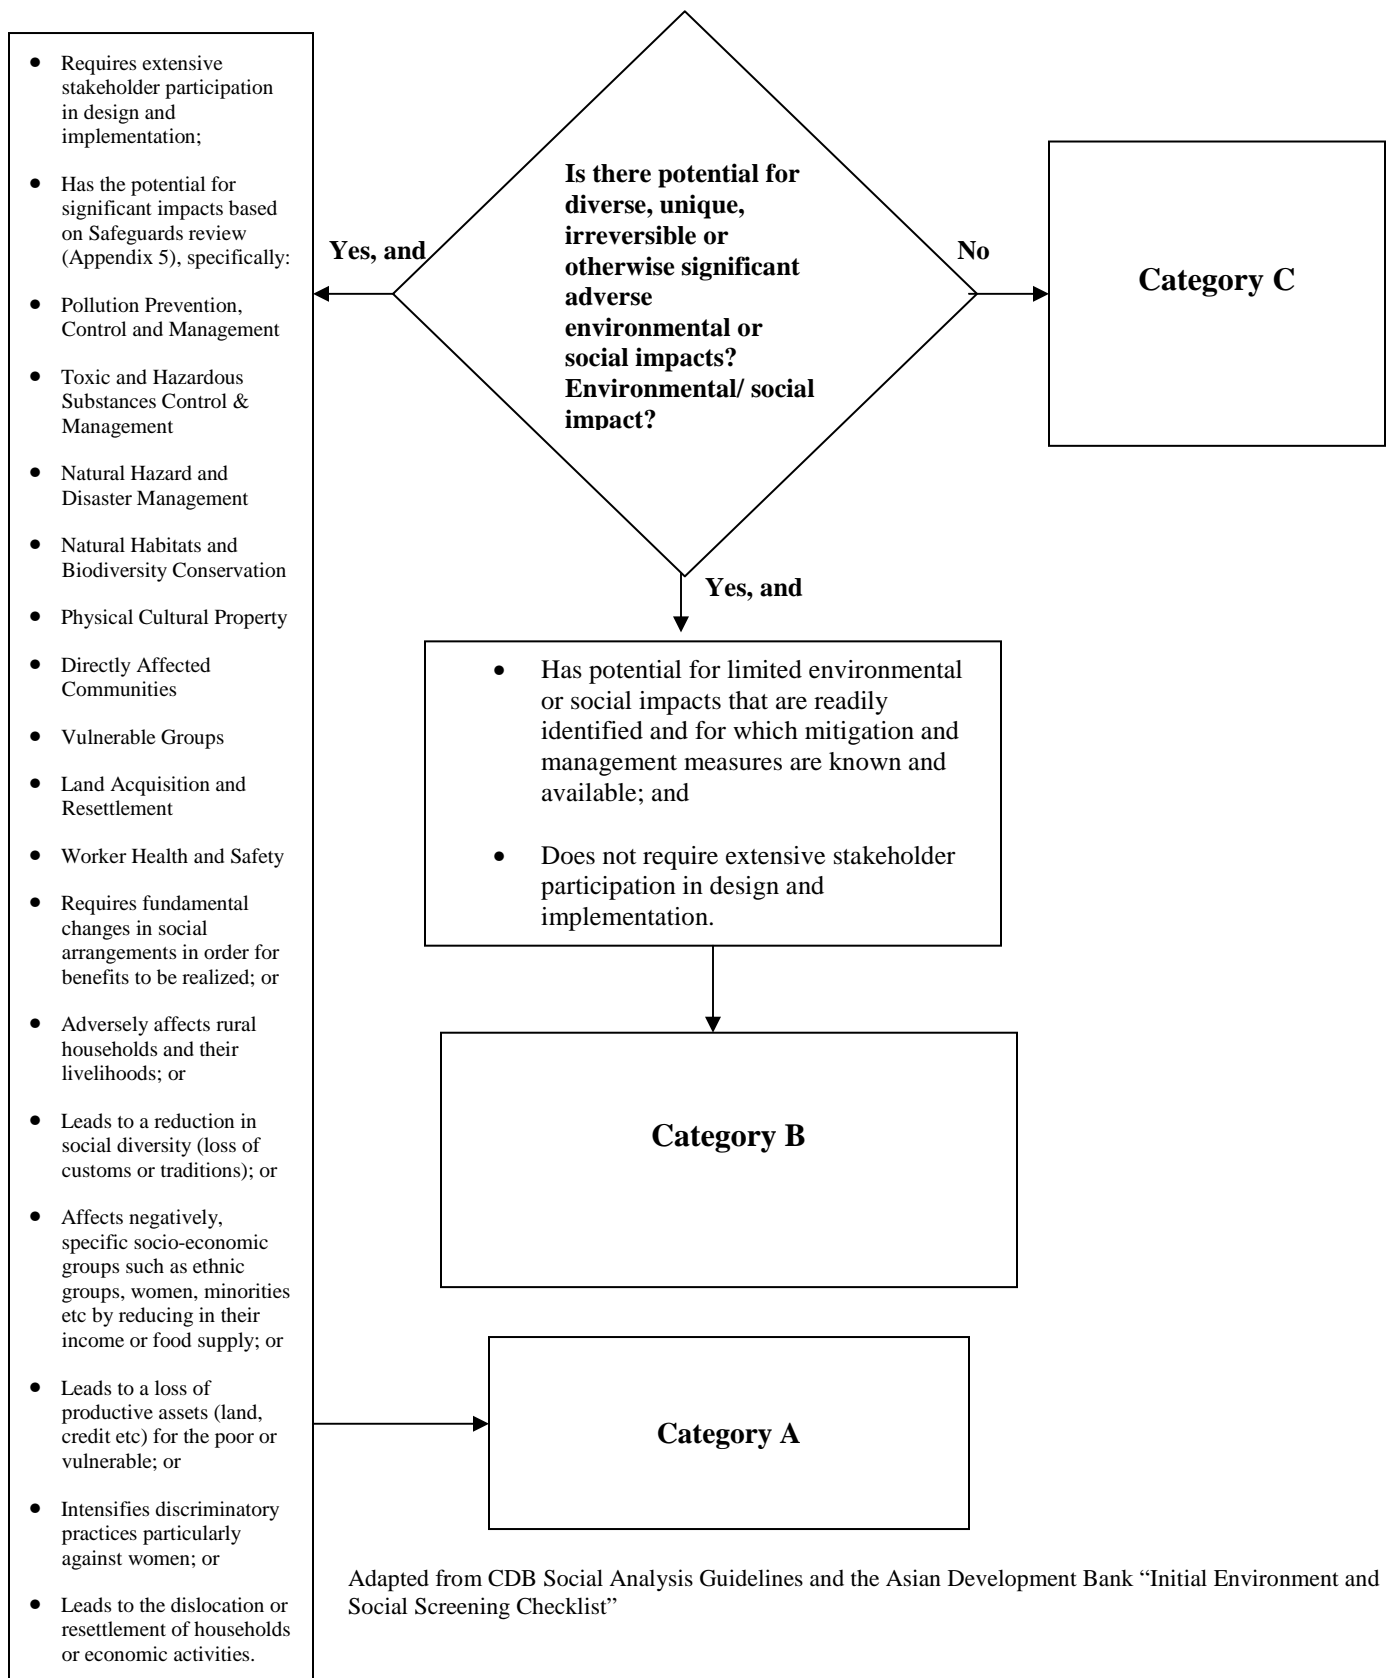 Requires extensive
stakeholder participation
in design and
implementation;
Has the potential for
significant impacts based
on Safeguards review
(Appendix 5), specifically:
Pollution Prevention,
Control and Management
Toxic and Hazardous
Substances Control &
Management
Natural Hazard and
Disaster Management
Natural Habitats and
Biodiversity Conservation
Physical Cultural Property
Directly Affected
Communities
Vulnerable Groups
Land Acquisition and
Resettlement
Worker Health and Safety
Requires fundamental
changes in social
arrangements in order for
benefits to be realized; or
Adversely affects rural
households and their
livelihoods; or
Leads to a reduction in
social diversity (loss of
customs or traditions); or
Affects negatively,
specific socio-economic
groups such as ethnic
groups, women, minorities
etc by reducing in their
income or food supply; or
Leads to a loss of
productive assets (land,
credit etc) for the poor or
vulnerable; or
Intensifies discriminatory
practices particularly
against women; or
Leads to the dislocation or
resettlement of households
or economic activities.
Yes, and
Is there potential for
diverse, unique,
irreversible or
otherwise significant
adverse
environmental or
social impacts?
Environmental/ social
impact?
No
Category C
Yes, and
Has potential for limited environmental
or social impacts that are readily
identified and for which mitigation and
management measures are known and
available; and
Does not require extensive stakeholder
participation in design and
implementation.
Category B
Category A
Adapted from CDB Social Analysis Guidelines and the Asian Development Bank “Initial Environment and
Social Screening Checklist”